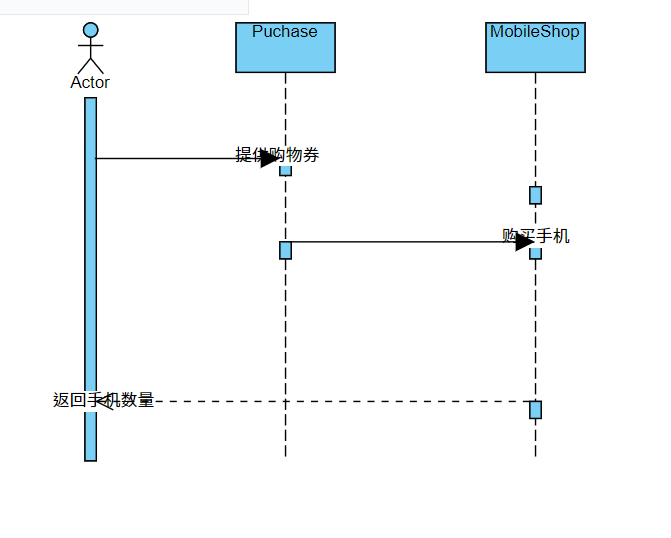 Puchase
MobileShop
Actor
提供购物券
购买手机
返回手机数量